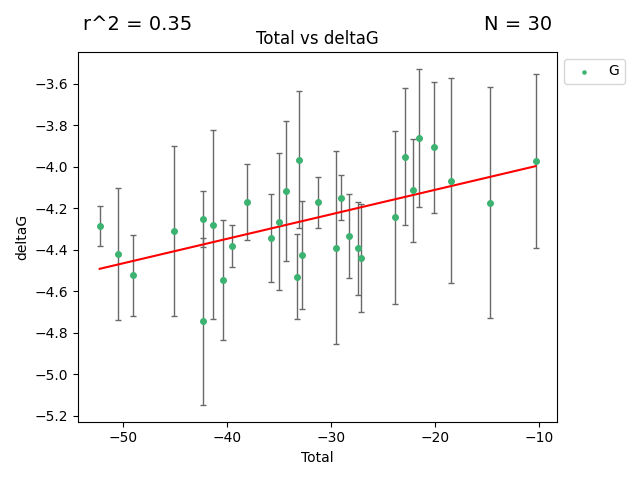 r^2 = 0.35
N = 30
Total vs deltaG
G
deltaG
−3.6
−3.8
−4.0
−4.2
−4.4
−4.6
−4.8
−5.0
−5.2
−50 −40 −30 −20 −10
Total